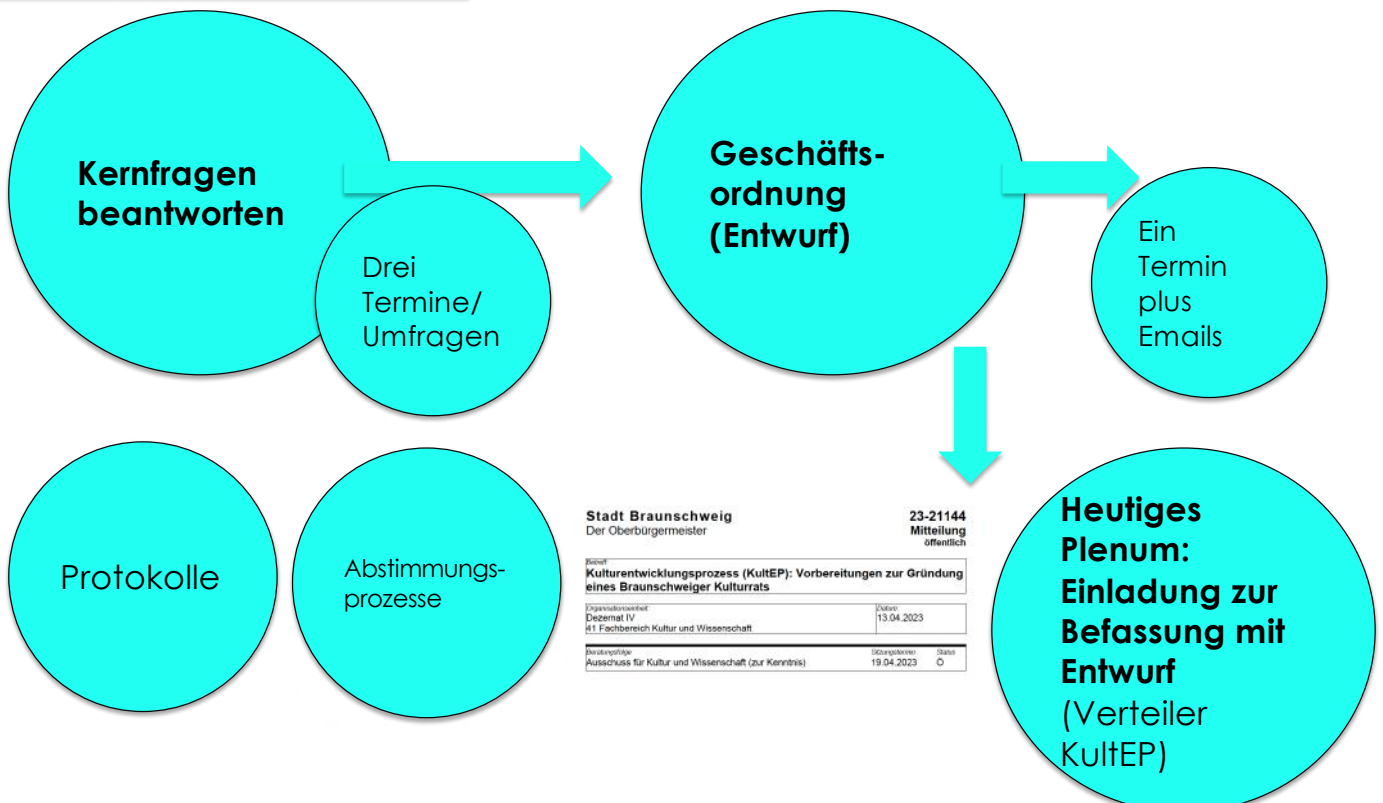 Kernfragen
beantworten
Drei
Termine/
Umfragen
Geschäfts-
ordnung
(Entwurf)
Ein
Termin
plus
Emails
Protokolle
Abstimmungs-
prozesse
Stadt Braunschweig
Der Oberbürgermeister
23-21144
Mitteilung
öffentlich
Betreff:
Kulturentwicklungsprozess (KultEP): Vorbereitungen zur Gründung
eines Braunschweiger Kulturrats
Organisationseinheit:
Dezernat IV
41 Fachbereich Kultur und Wissenschaft
Datum:
13.04.2023
Beratungsfolge
Ausschuss für Kultur und Wissenschaft (zur Kenntnis)
Sitzungstermin
19.04.2023
Status
Ö
Heutiges
Plenum:
Einladung zur
Befassung mit
Entwurf
(Verteiler
KultEP)